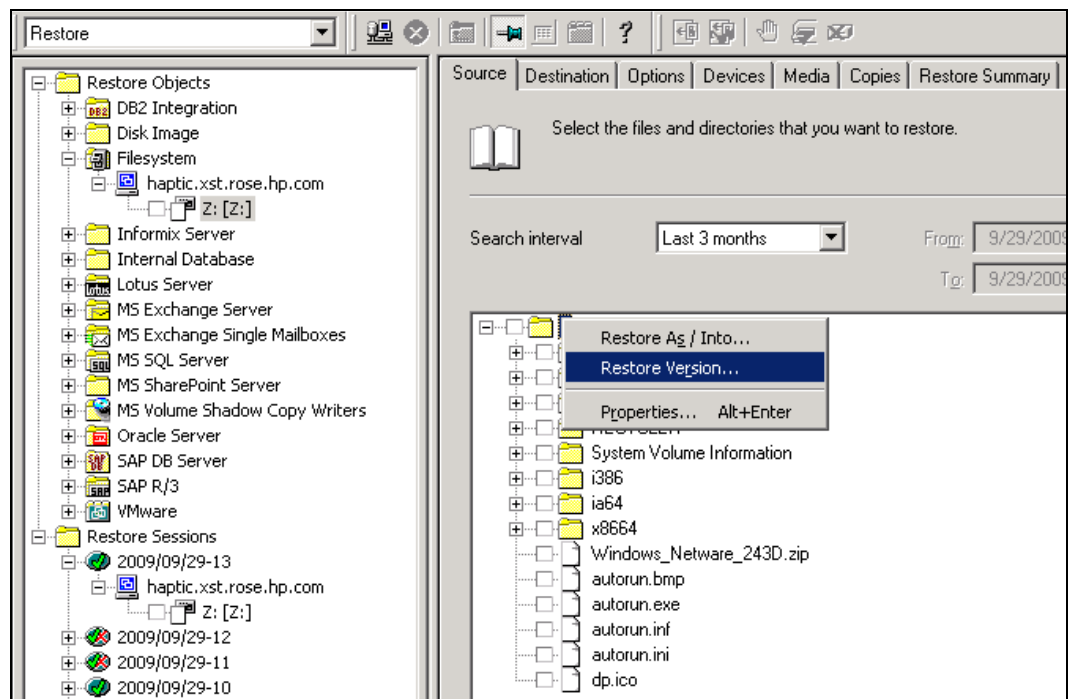 Restore
Restore Objects
DB2 Integration
Disk Image
Filesystem
haptic.xst.rose.hp.com
Z: [Z:]
Informix Server
Internal Database
Lotus Server
MS Exchange Server
MS Exchange Single Mailboxes
MS SQL Server
MS SharePoint Server
MS Volume Shadow Copy Writers
Oracle Server
SAP DB Server
SAP R/3
VMware
Restore Sessions
2009/09/29-13
haptic.xst.rose.hp.com
Z: [Z:]
2009/09/29-12
2009/09/29-11
2009/09/29-10
Source Destination Options Devices Media Copies Restore Summary
Select the files and directories that you want to restore.
Search interval Last 3 months From: 9/29/2009
To: 9/29/2009
Restore As / Into...
Restore Version...
Properties... Alt+Enter
System Volume Information
i386
ia64
x8664
Windows_Netware_243D.zip
autorun.bmp
autorun.exe
autorun.inf
autorun.ini
dp.ico